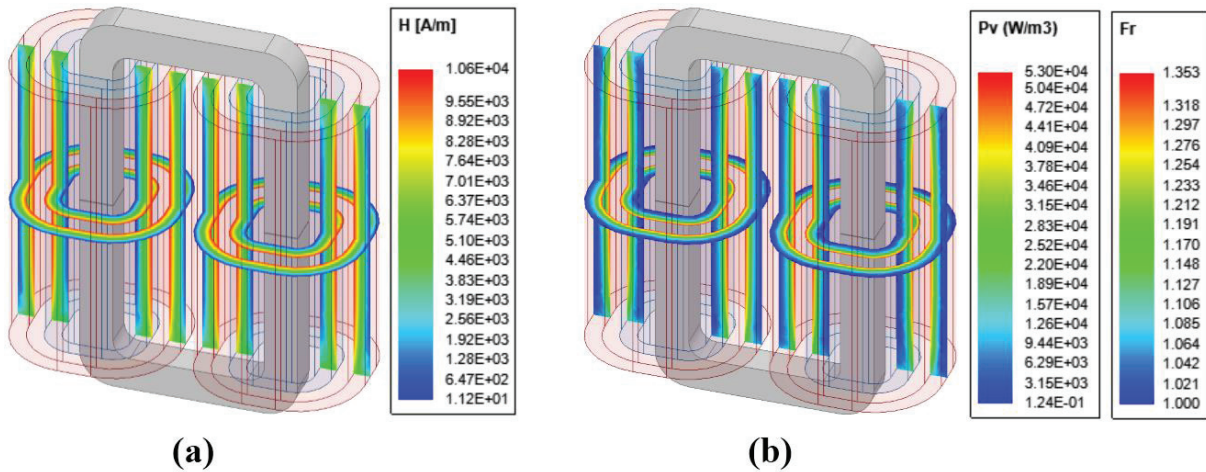 H [A/m]
1.06E+04
9.55E+03
8.92E+03
8.28E+03
7.64E+03
7.01E+03
6.37E+03
5.74E+03
5.10E+03
4.46E+03
3.83E+03
3.19E+03
2.56E+03
1.92E+03
1.28E+03
6.47E+02
1.12E+01
(a)
Pv (W/m3)
5.30E+04
5.04E+04
4.72E+04
4.41E+04
4.09E+04
3.78E+04
3.46E+04
3.15E+04
2.83E+04
2.52E+04
2.20E+04
1.89E+04
1.57E+04
1.26E+04
9.44E+03
6.29E+03
3.15E+03
1.24E-01
Fr
1.353
1.318
1.297
1.276
1.254
1.233
1.212
1.191
1.170
1.148
1.127
1.106
1.085
1.064
1.042
1.021
1.000
(b)